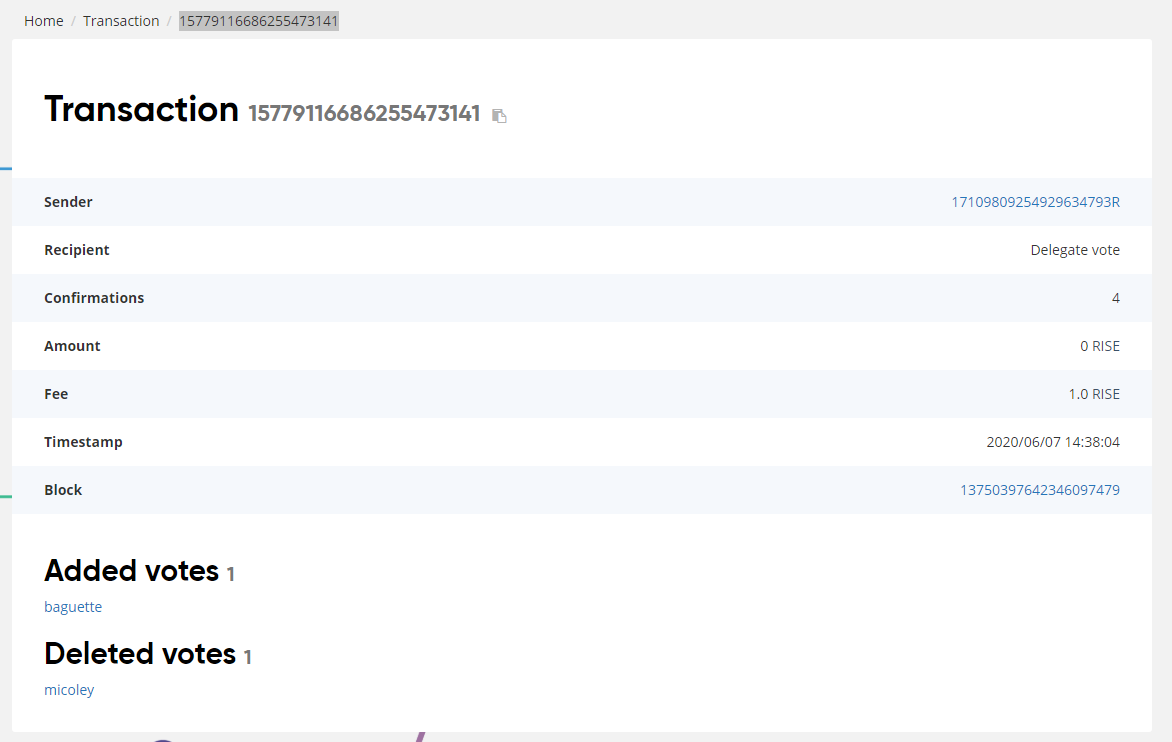 Home / Transaction / 15779116686255473141
Transaction 15779116686255473141
Sender 17109809254929634793R
Recipient Delegate vote
Confirmations 4
Amount 0 RISE
Fee 1.0 RISE
Timestamp 2020/06/07 14:38:04
Block 13750397642346097479
Added votes 1
baguette
Deleted votes 1
micoley